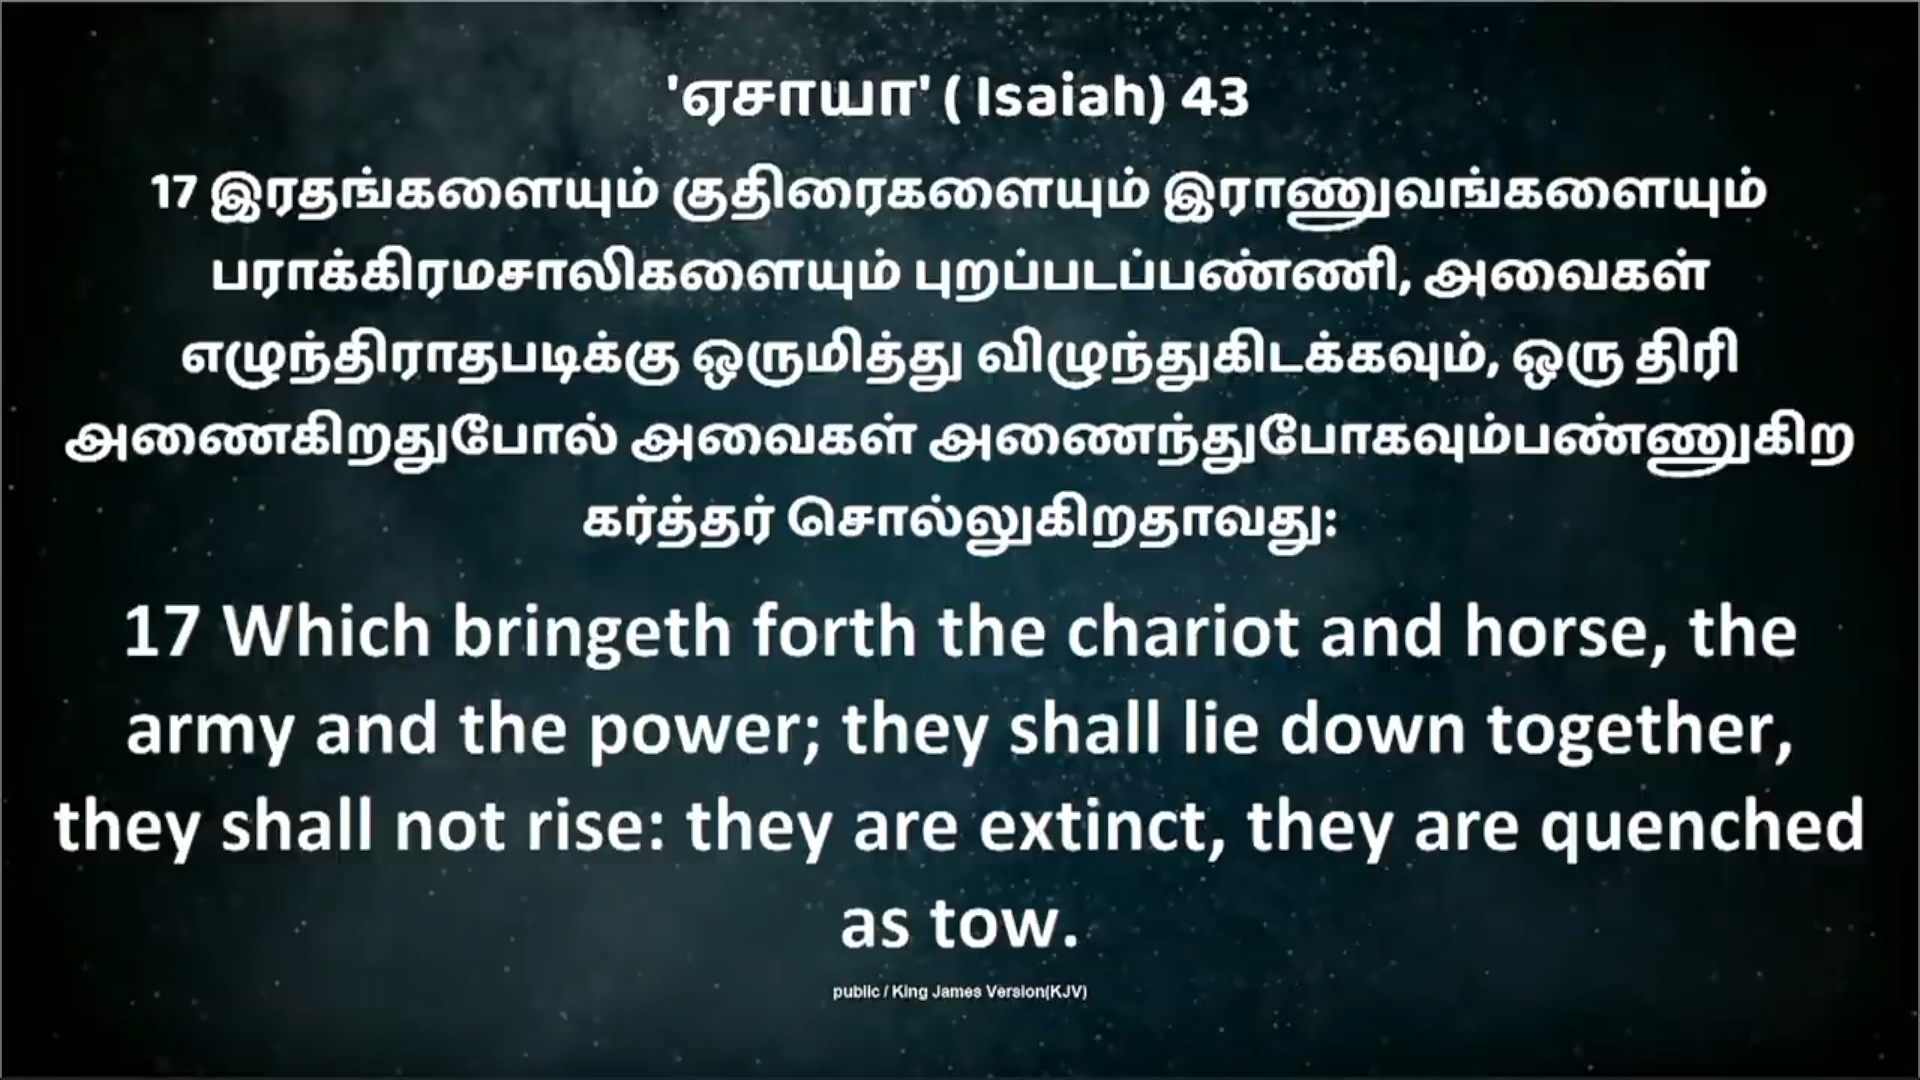 'ஏசாயா' ( Isaiah) 43
17 இரதங்களையும் குதிரைகளையும் இராணுவங்களையும்
பராக்கிரமசாலிகளையும் புறப்படப்பண்ணி, அவைகள்
எழுந்திராதபடிக்கு ஒருமித்து விழுந்துகிடக்கவும், ஒரு திரி
அணைகிறதுபோல் அவைகள் அணைந்துபோகவும்பண்ணுகிற
கர்த்தர் சொல்லுகிறதாவது:
17 Which bringeth forth the chariot and horse, the
army and the power; they shall lie down together,
they shall not rise: they are extinct, they are quenched
as tow.
public / King James Version(KJV)